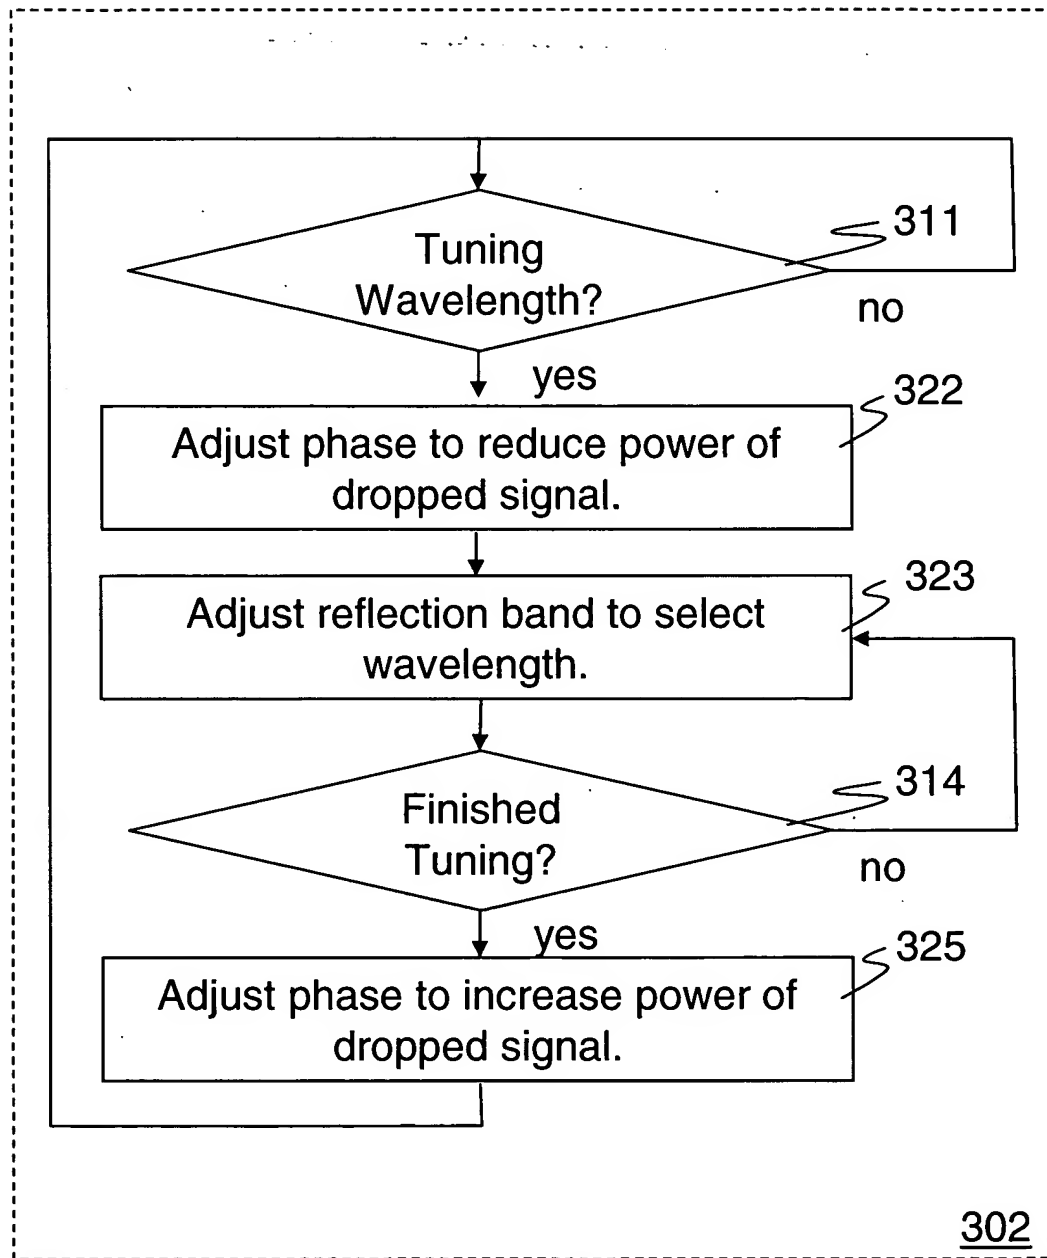 311
Tuning
Wavelength?
no
yes
322
Adjust phase to reduce power of
dropped signal.
323
Adjust reflection band to select
wavelength.
314
Finished
Tuning?
no
yes
325
Adjust phase to increase power of
dropped signal.
302